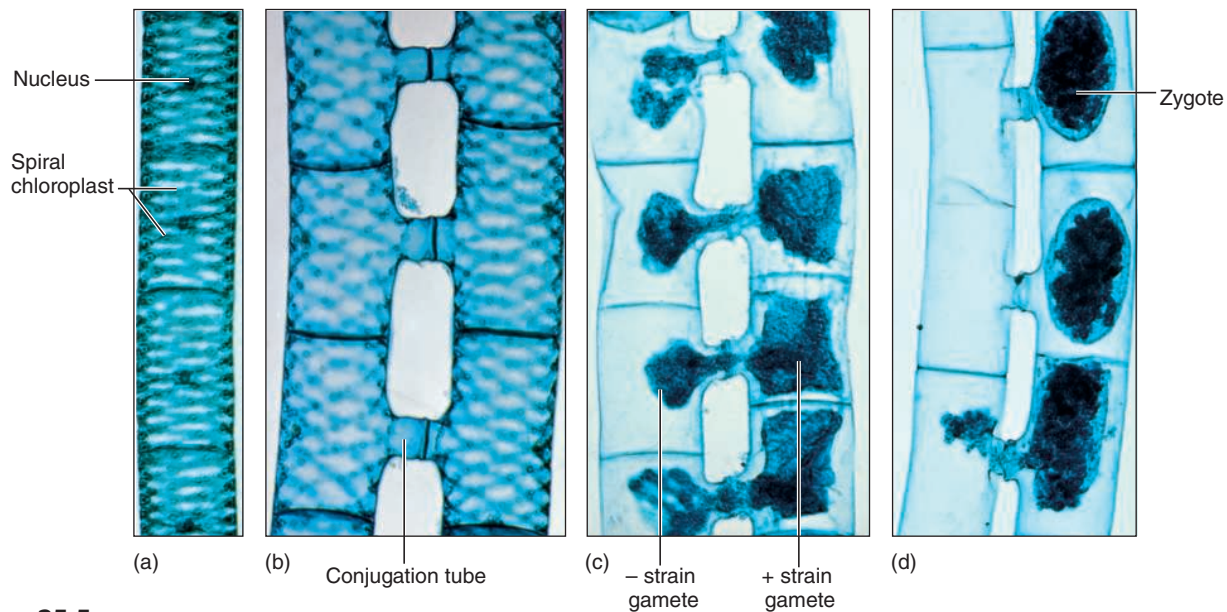 Nucleus
Spiral
chloroplast
Zygote
(a)
(b)
Conjugation tube
(c)
– strain
gamete
+ strain
gamete
(d)